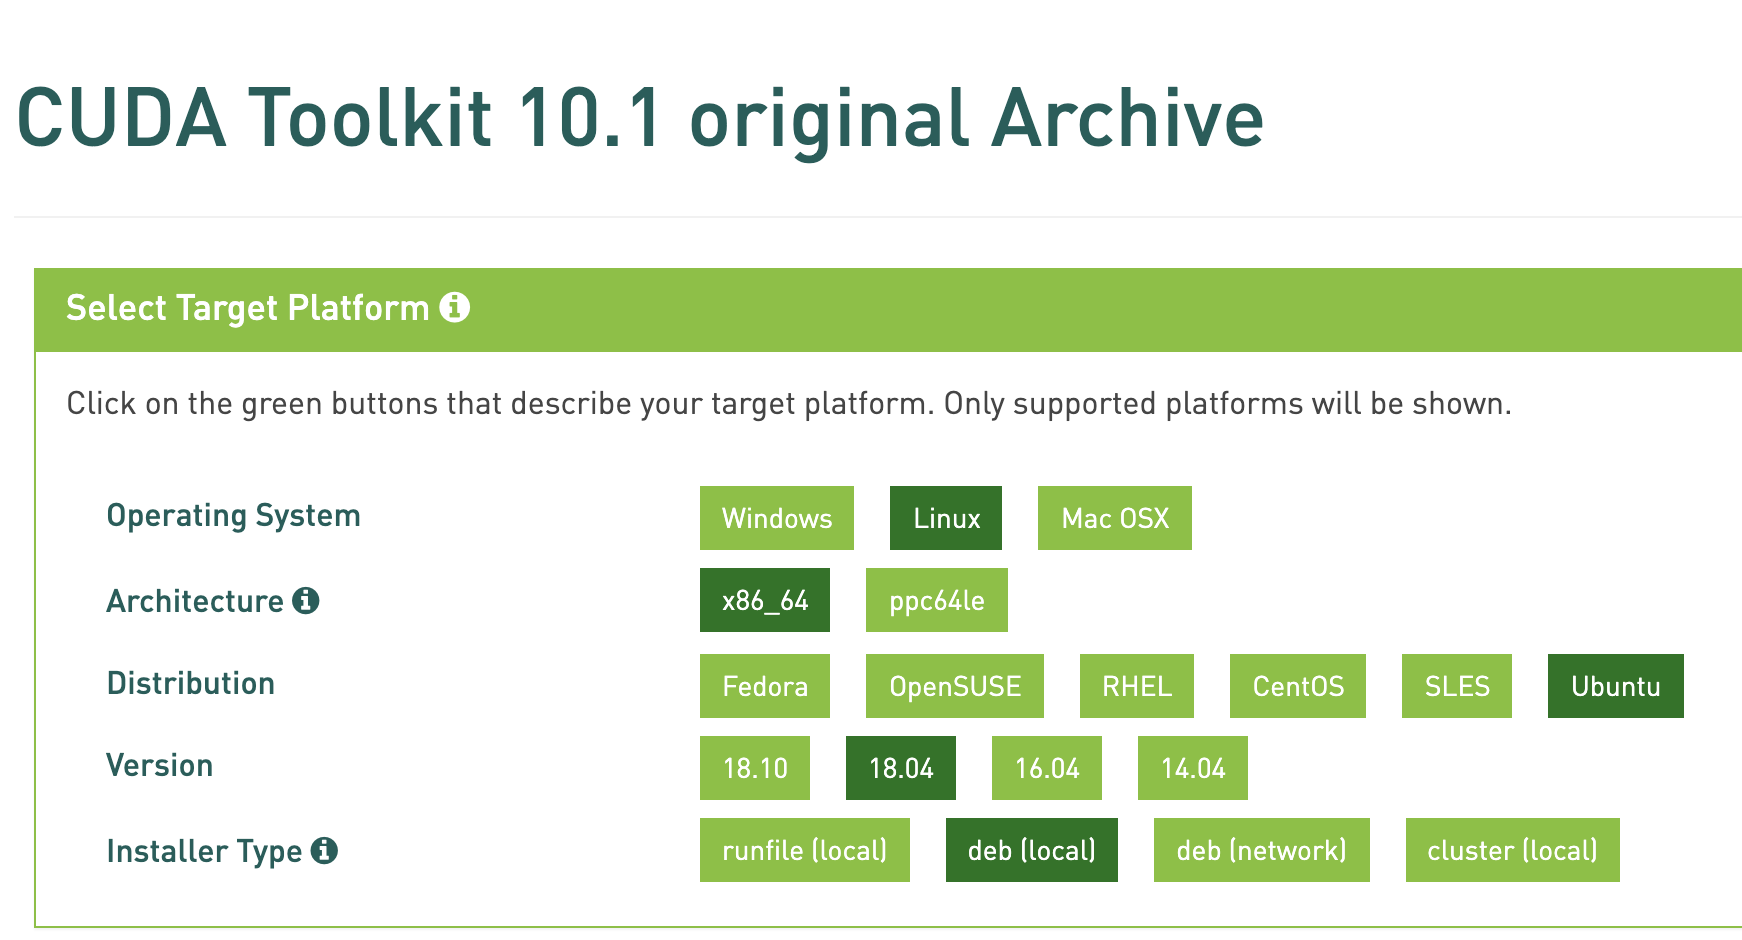 CUDA Toolkit 10.1 original Archive
Select Target Platform
Click on the green buttons that describe your target platform. Only supported platforms will be shown.
Operating System Windows Linux Mac OSX
Architecture x86_64 ppc64le
Distribution Fedora OpenSUSE RHEL CentOS SLES Ubuntu
Version 18.10 18.04 16.04 14.04
Installer Type runfile (local) deb (local) deb (network) cluster (local)